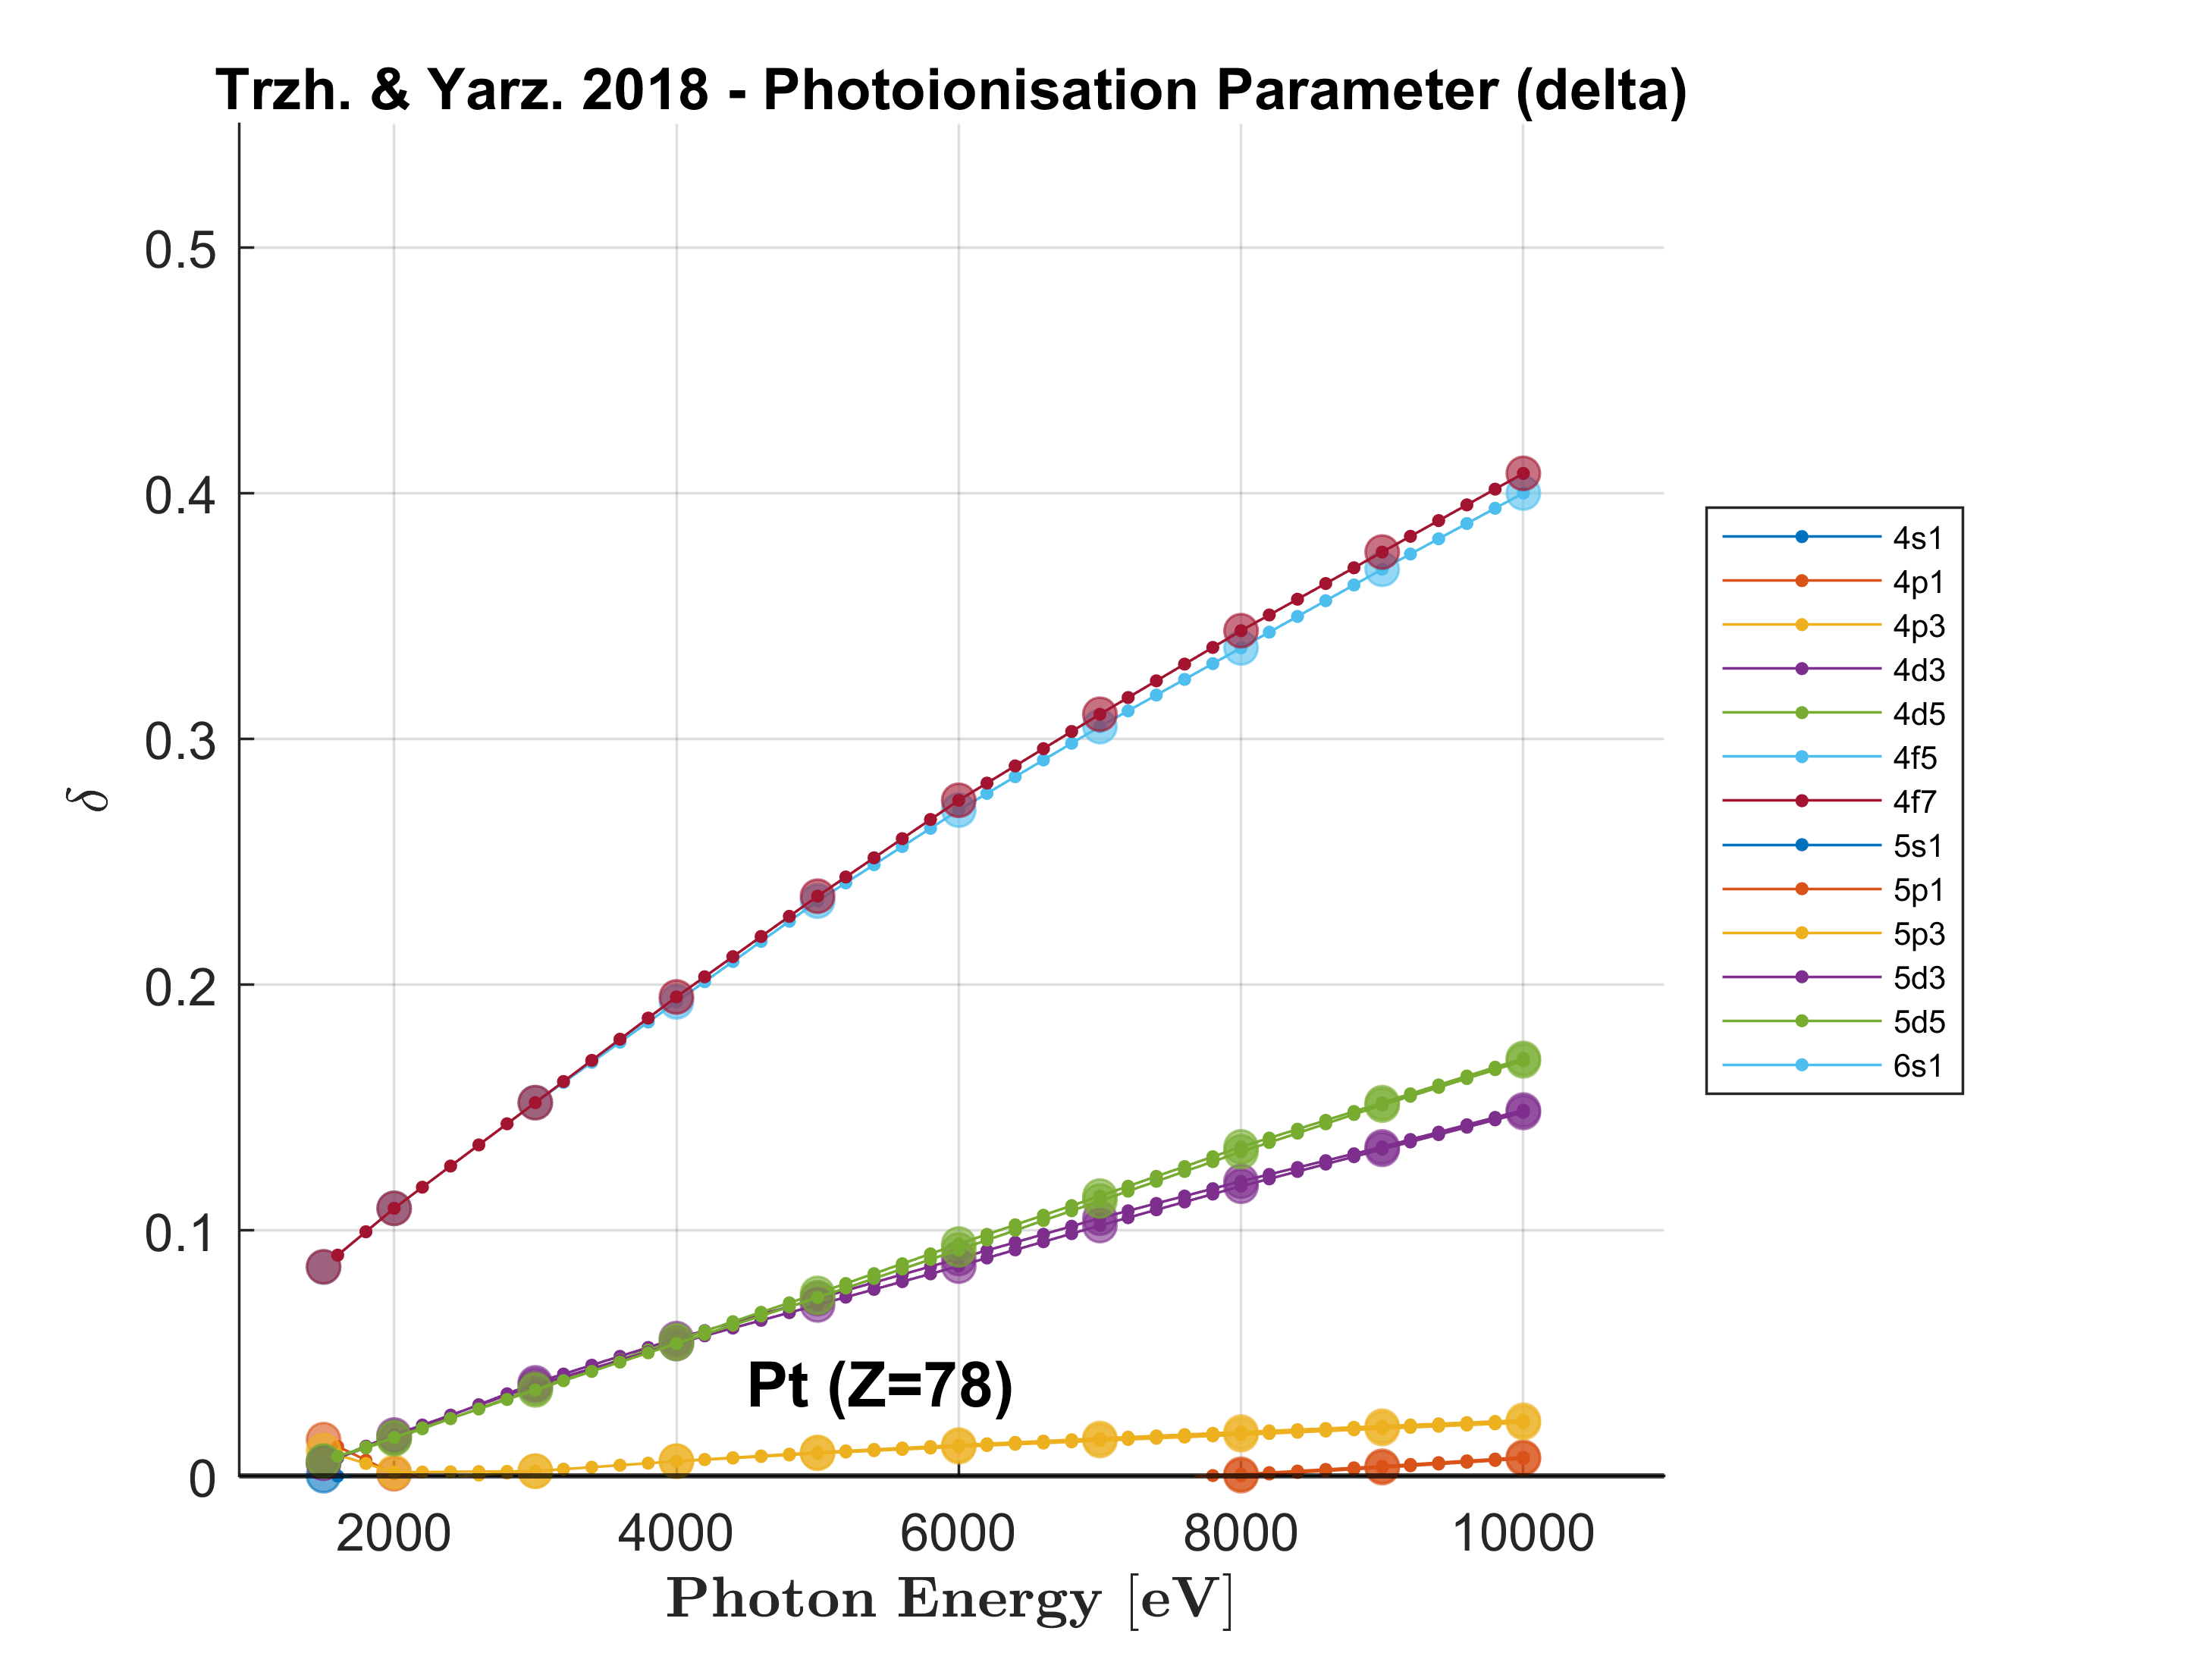 Trzh. & Yarz. 2018 - Photoionisation Parameter (delta)
0.5
0.4
0.3
0.2
0.1
0
δ
2000
4000
6000
8000
10000
Photon Energy [eV]
Pt (Z=78)
4s1
4p1
4p3
4d3
4d5
4f5
4f7
5s1
5p1
5p3
5d3
5d5
6s1